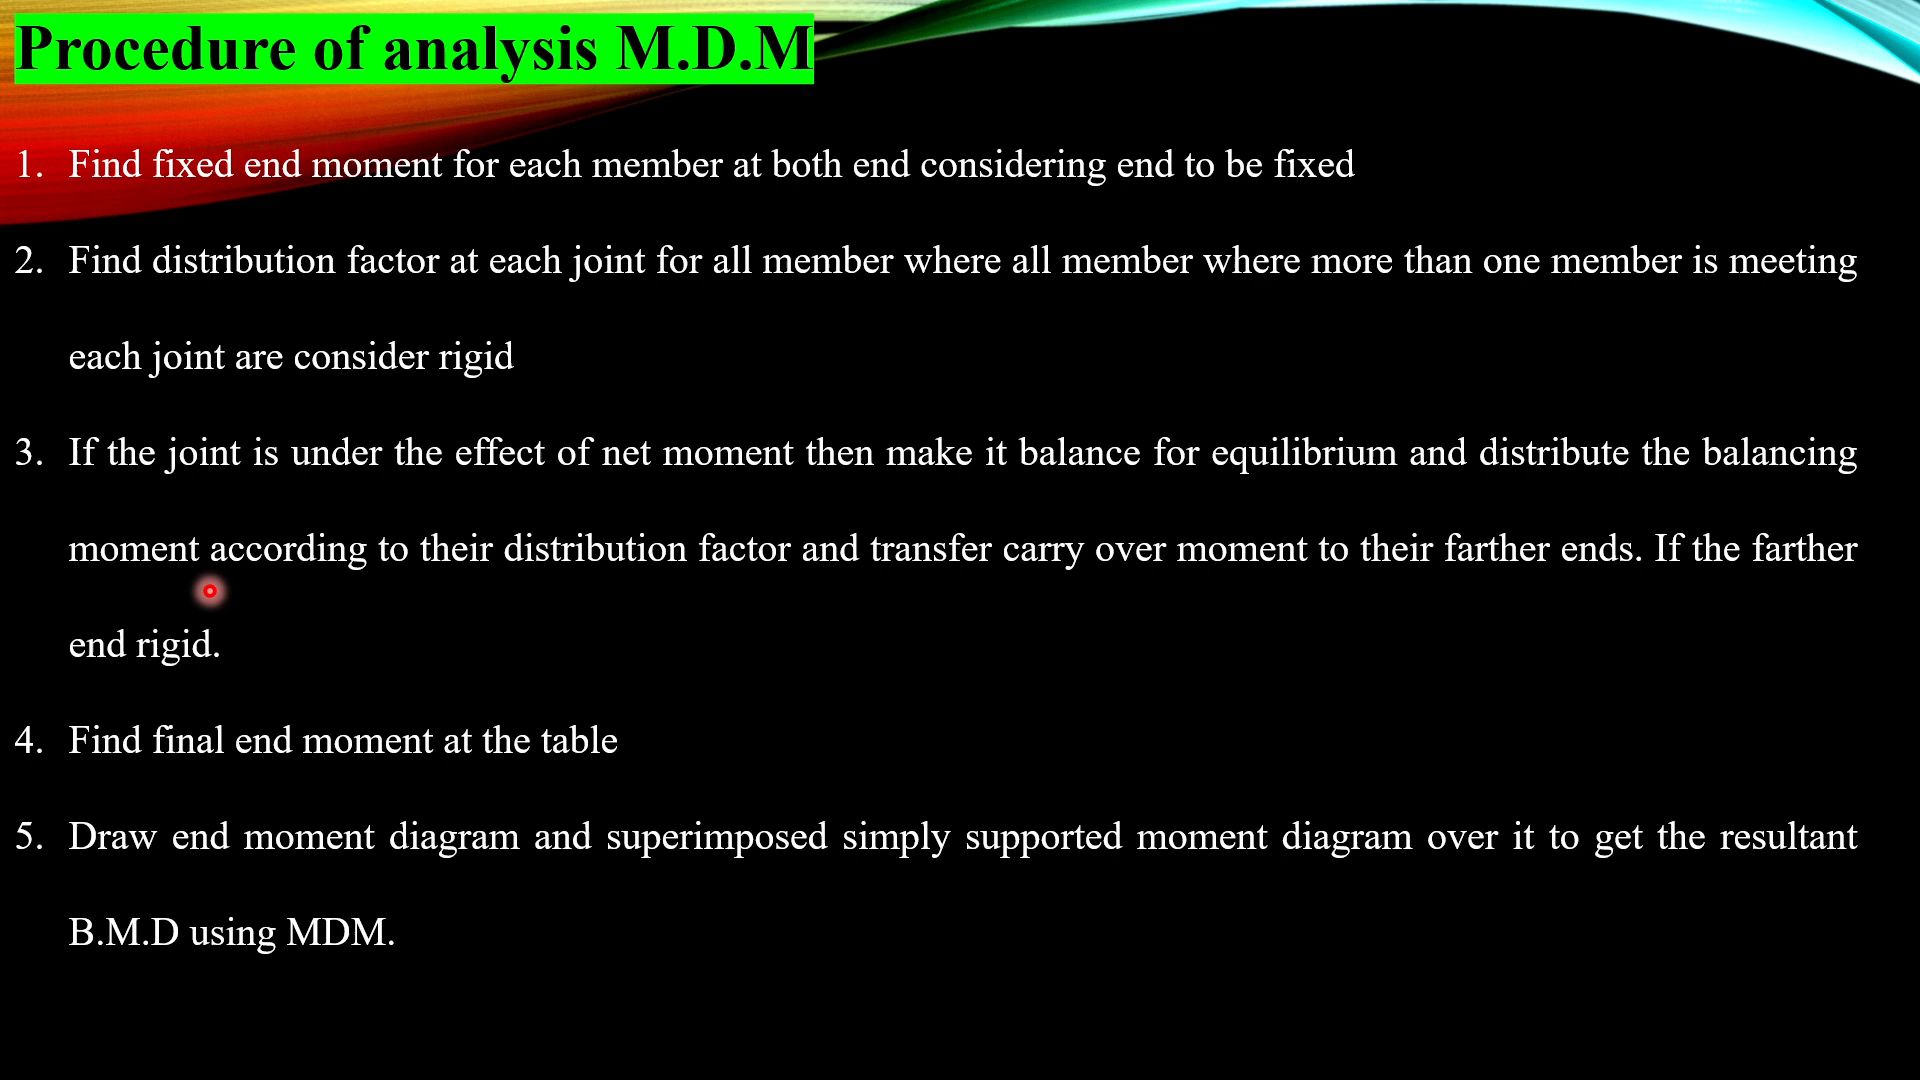 Procedure of analysis M.D.M
1. Find fixed end moment for each member at both end considering end to be fixed
2. Find distribution factor at each joint for all member where all member where more than one member is meeting
each joint are consider rigid
3. If the joint is under the effect of net moment then make it balance for equilibrium and distribute the balancing
moment according to their distribution factor and transfer carry over moment to their farther ends. If the farther
end rigid.
4. Find final end moment at the table
5. Draw end moment diagram and superimposed simply supported moment diagram over it to get the resultant
B.M.D using MDM.